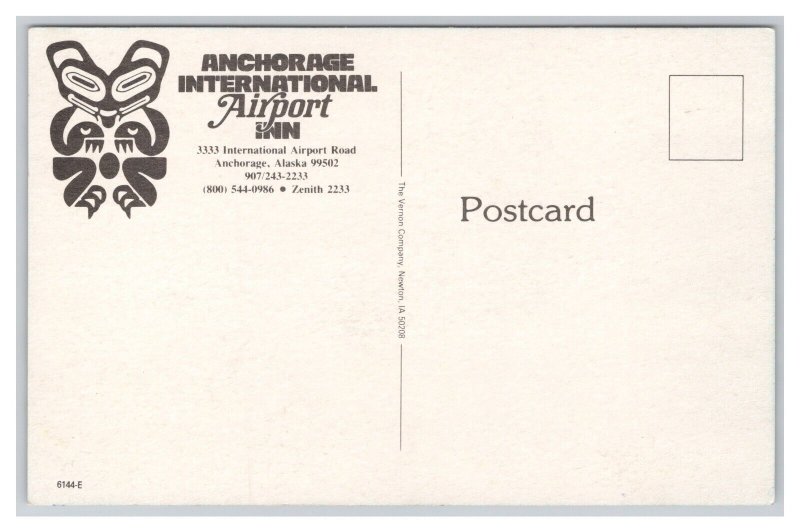 ANCHORAGE
INTERNATIONAL
Airport
INN
3333 International Airport Road
Anchorage, Alaska 99502
907/243-2233
(800) 544-0986 • Zenith 2233
The Vernon Company, Newton, IA 50208
Postcard
6144-E